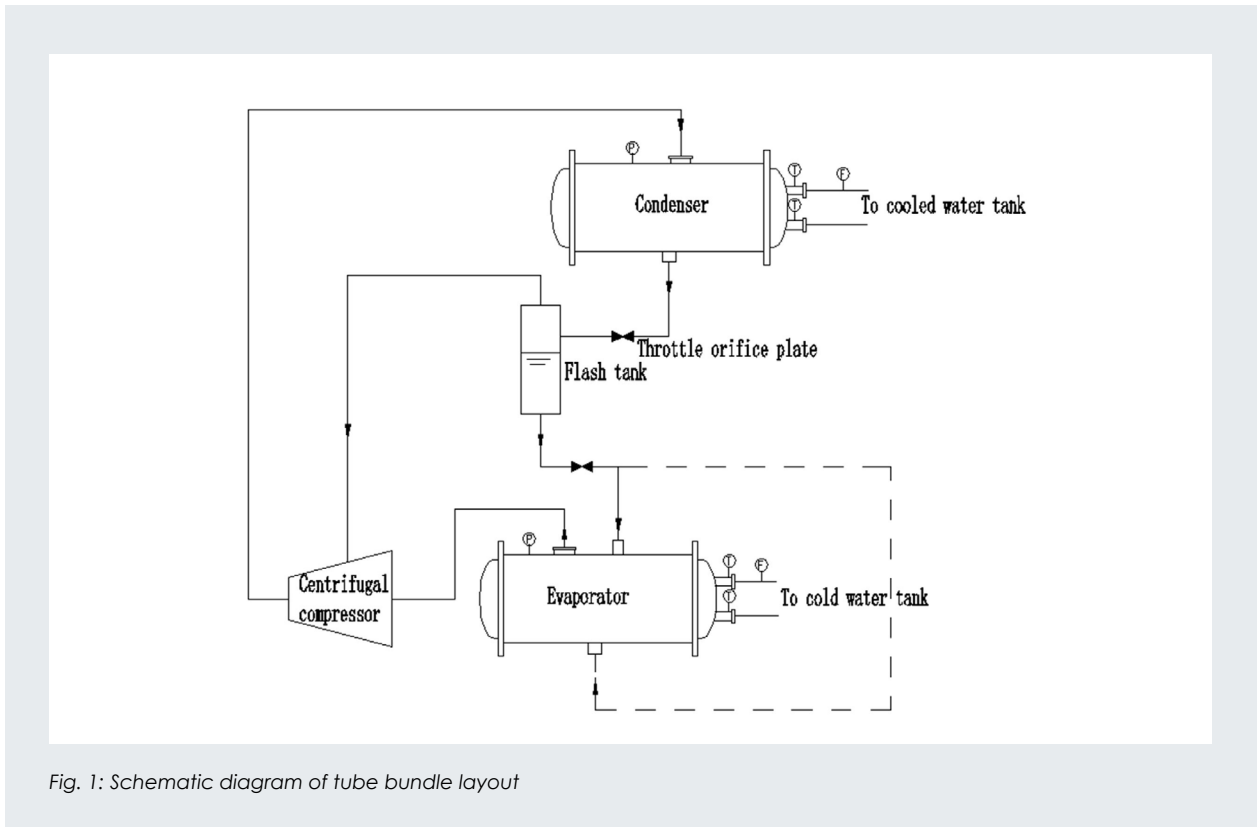 P
T
F
Condenser
To cooled water tank
T
Throttle orifice plate
Flash tank
P
T
F
Centrifugal
compressor
Evaporator
To cold water tank
T
Fig. 1: Schematic diagram of tube bundle layout